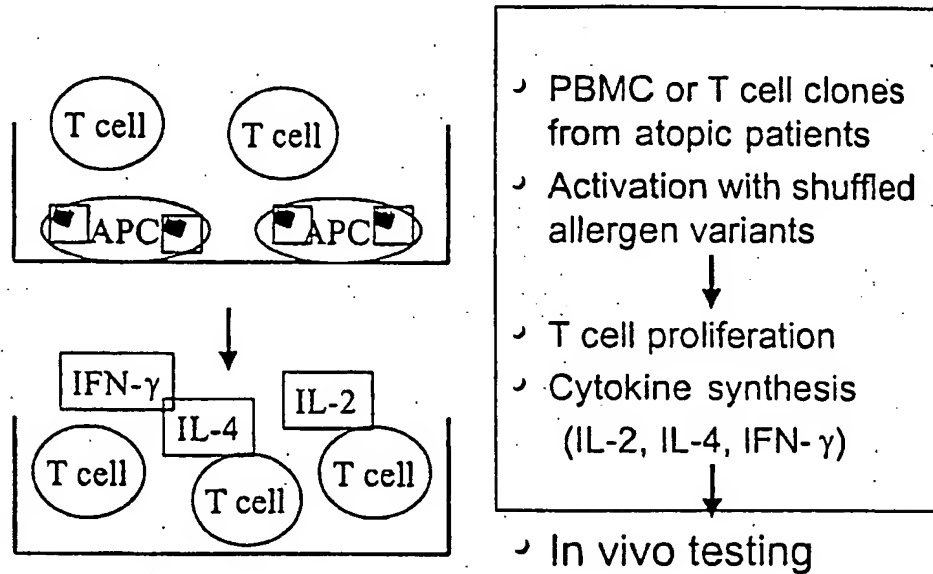 T cell
T cell
APC
APC
IFN-γ
IL-4
IL-2
T cell
T cell
T cell
PBMC or T cell clones
from atopic patients
Activation with shuffled
allergen variants
T cell proliferation
Cytokine synthesis
(IL-2, IL-4, IFN- γ)
In vivo testing